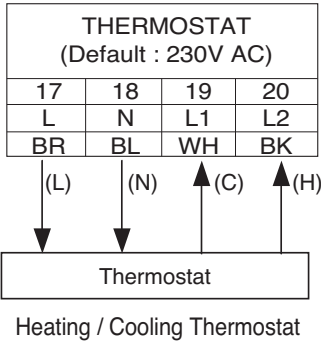 THERMOSTAT
(Default : 230V AC)
17 18 19 20
L N L1 L2
BR BL WH BK
(L) (N) (C) (H)
Thermostat
Heating / Cooling Thermostat